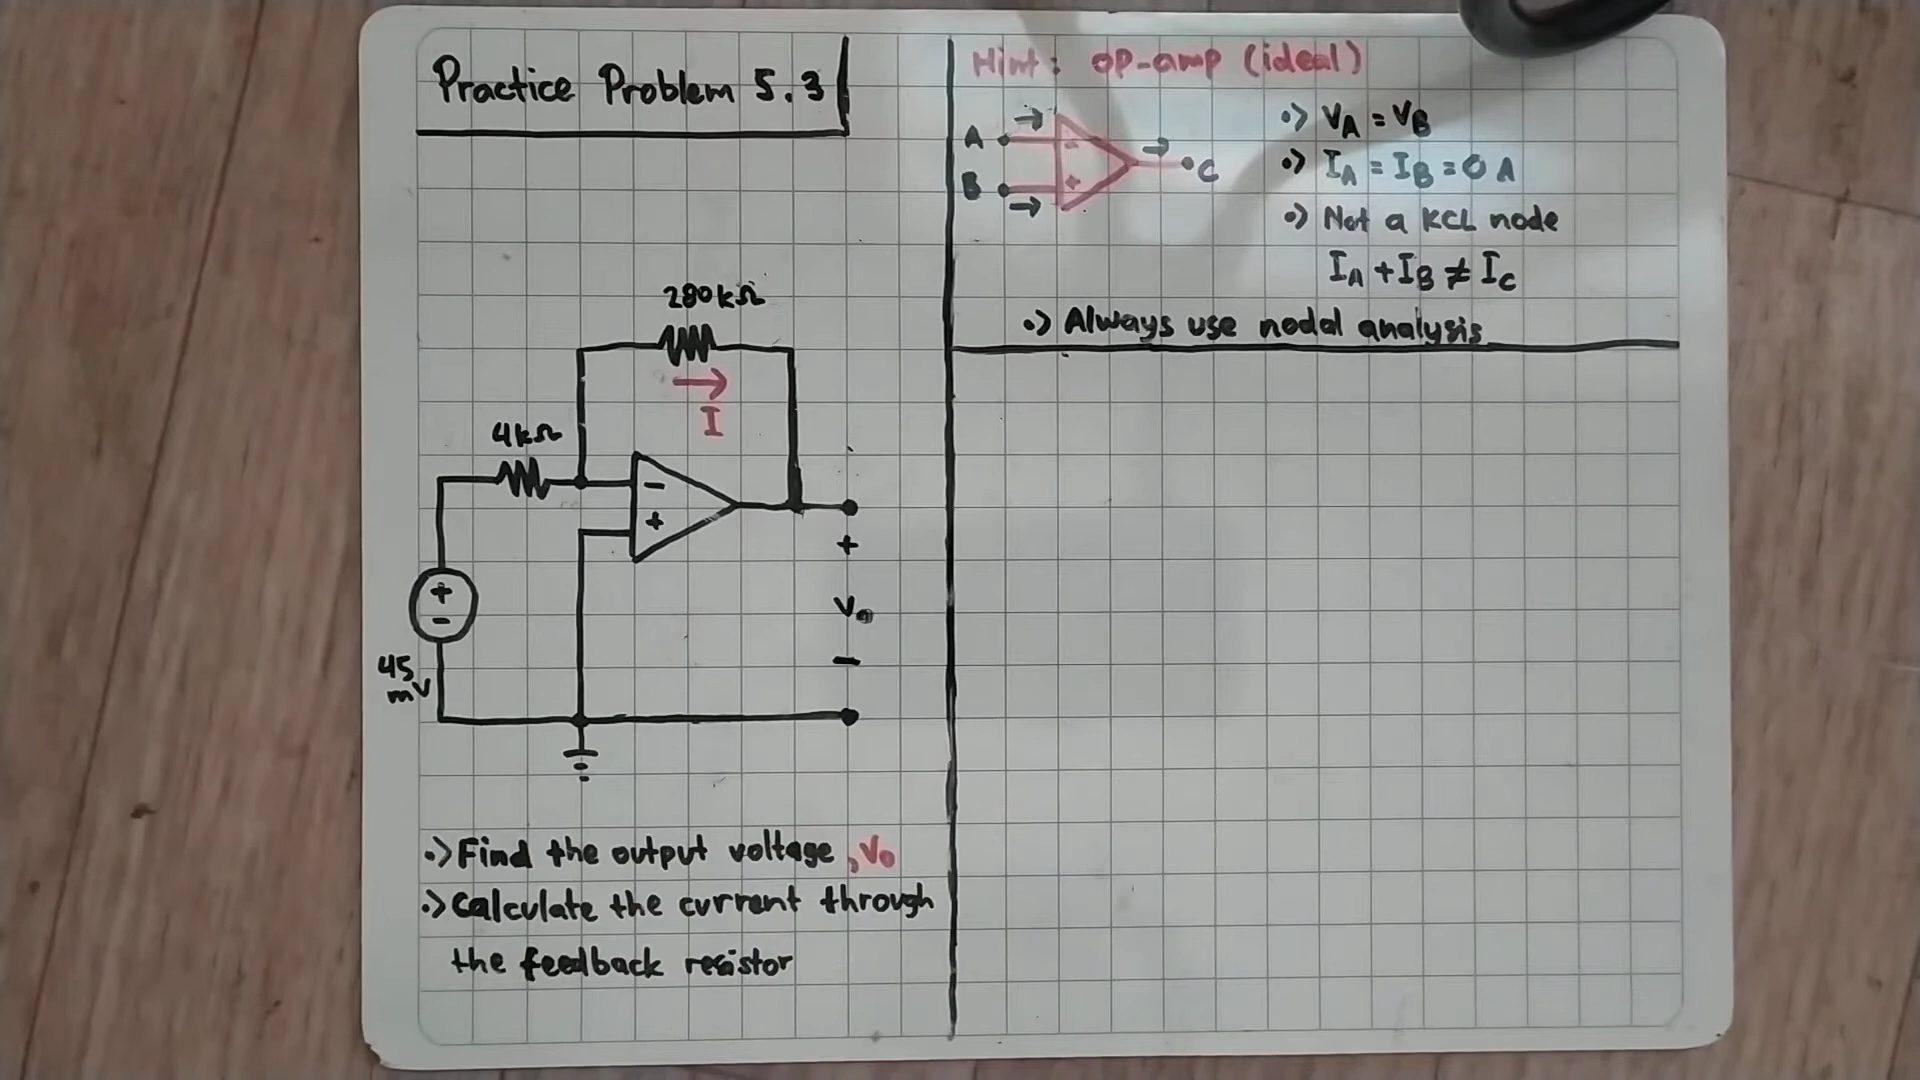 Practice Problem 5.3
280kΩ
I
4kΩ
-
+
+
-
45
mV
+
Vo
-
.> Find the output voltage, Vo
.> Calculate the current through
the feedback resistor
Hint: op-amp (ideal)
A
B
-
+
C
.> VA = VB
.> IA = IB = 0 A
.> Not a KCL node
IA + IB ≠ IC
.> Always use nodal analysis